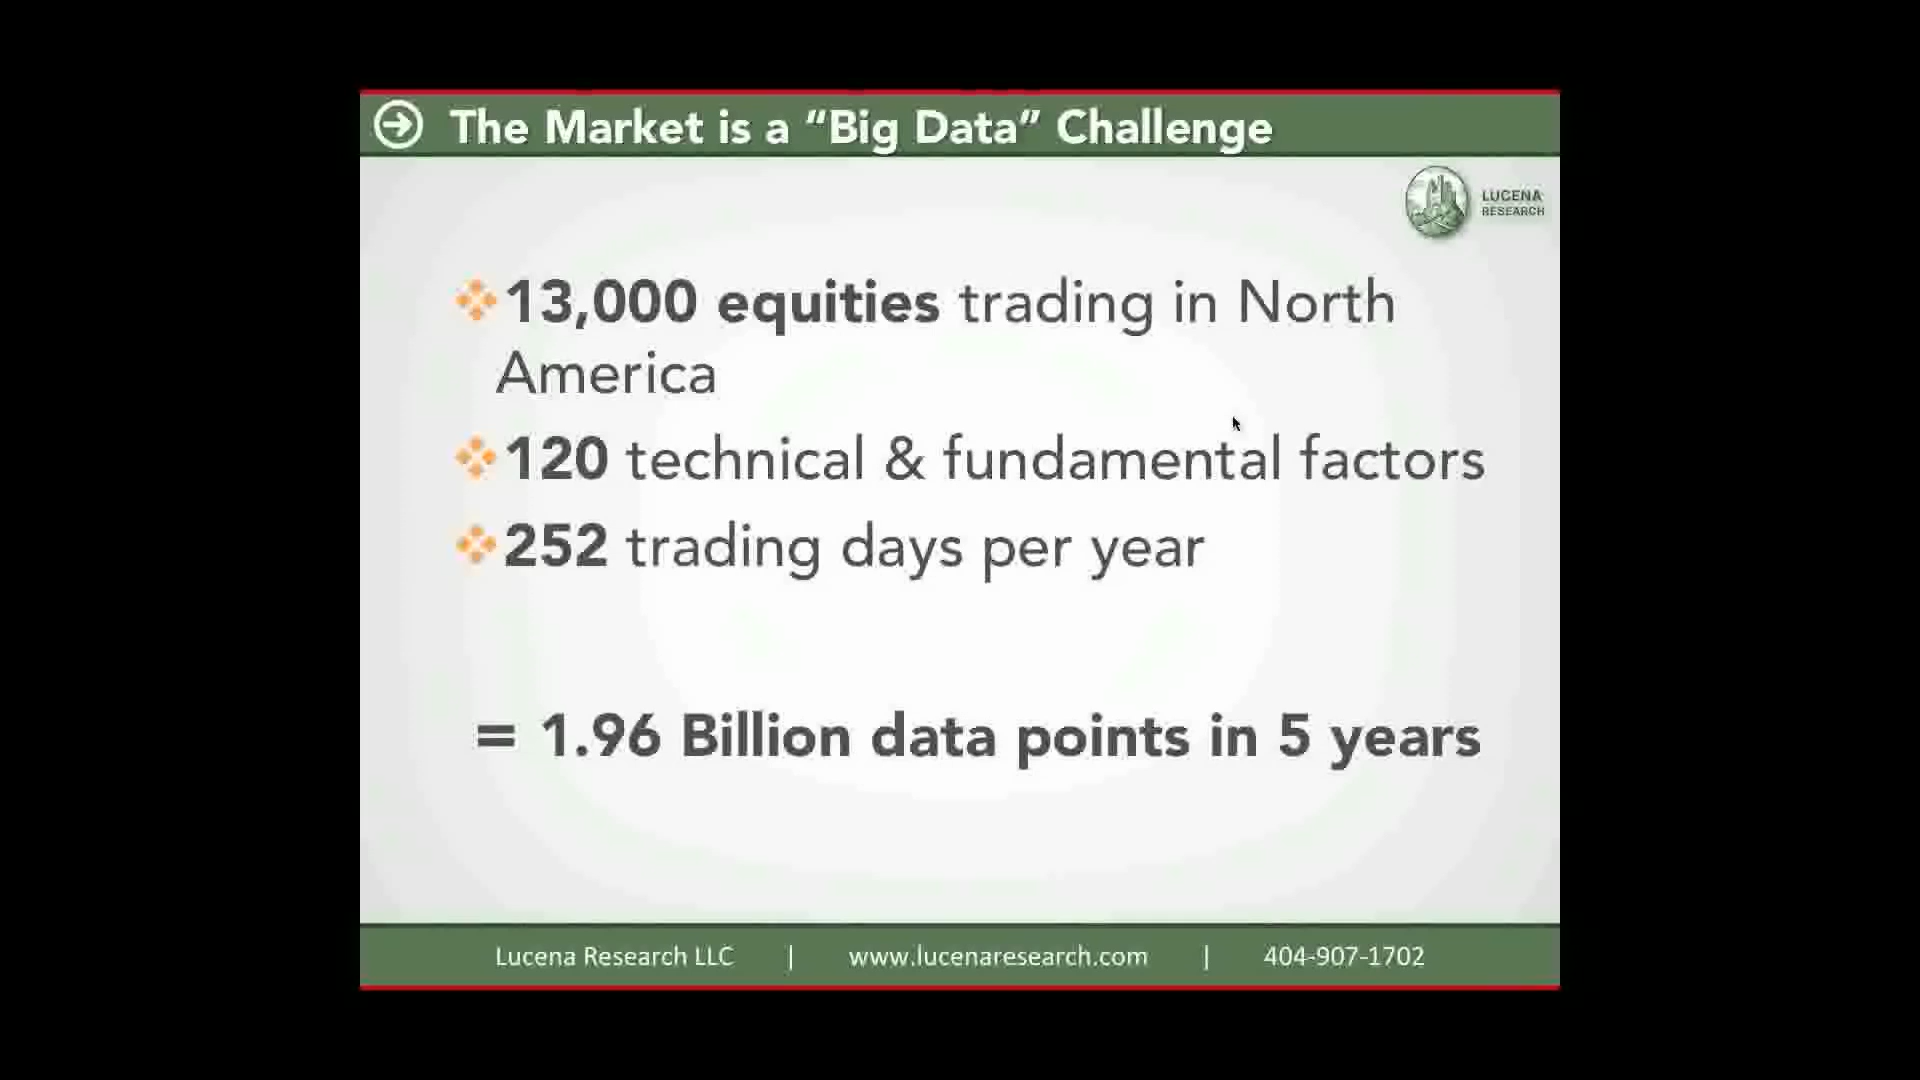 The Market is a “Big Data” Challenge
LUCENA
RESEARCH
13,000 equities trading in North
America
120 technical & fundamental factors
252 trading days per year
= 1.96 Billion data points in 5 years
Lucena Research LLC | www.lucenaresearch.com | 404-907-1702